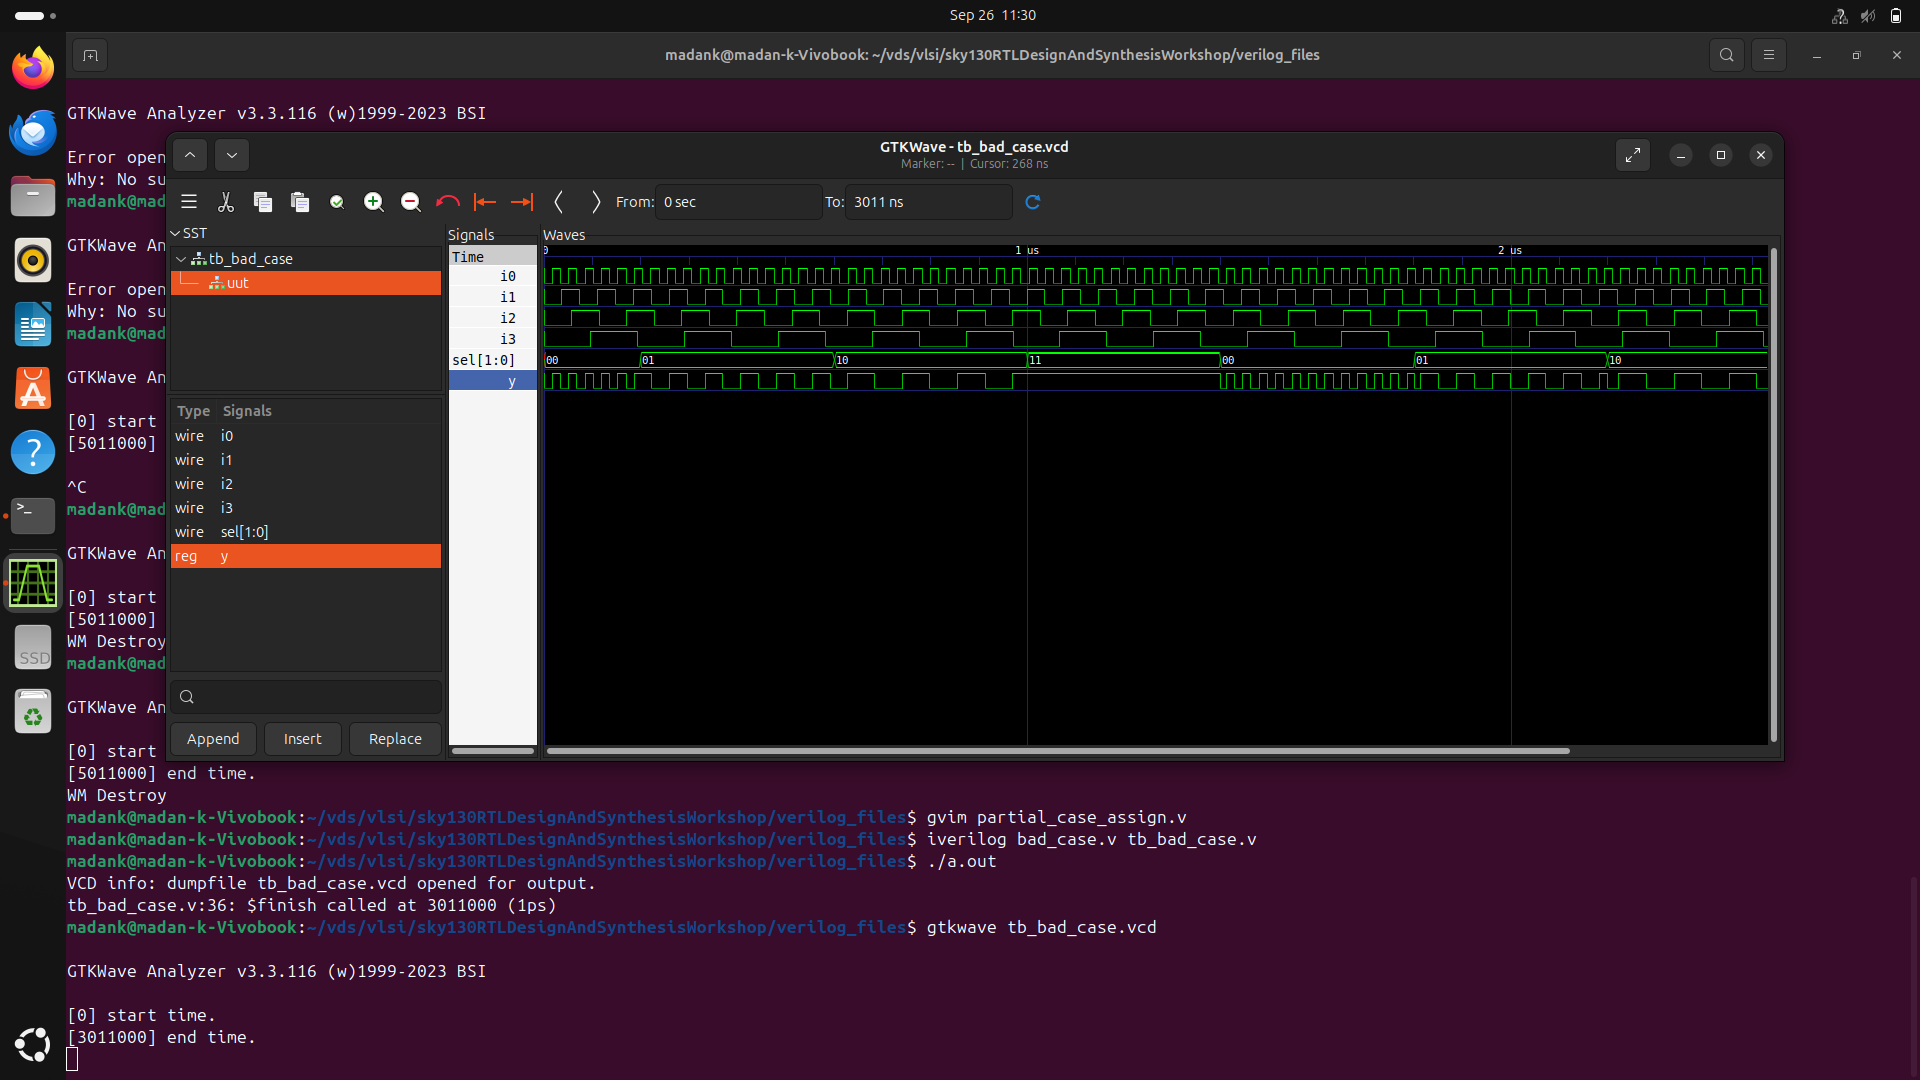 Sep 26 11:30
madank@madan-k-Vivobook: ~/vds/vlsi/sky130RTLDesignAndSynthesisWorkshop/verilog_files
GTKWave Analyzer v3.3.116 (w)1999-2023 BSI
Error open
Why: No su
madank@mad
GTKWave An
Error open
Why: No su
madank@mad
GTKWave An
[0] start
[5011000]
^C
madank@mad
GTKWave An
[0] start
[5011000]
WM Destroy
madank@mad
GTKWave An
[0] start
[5011000] end time.
WM Destroy
madank@madan-k-Vivobook:~/vds/vlsi/sky130RTLDesignAndSynthesisWorkshop/verilog_files$ gvim partial_case_assign.v
madank@madan-k-Vivobook:~/vds/vlsi/sky130RTLDesignAndSynthesisWorkshop/verilog_files$ iverilog bad_case.v tb_bad_case.v
madank@madan-k-Vivobook:~/vds/vlsi/sky130RTLDesignAndSynthesisWorkshop/verilog_files$ ./a.out
VCD info: dumpfile tb_bad_case.vcd opened for output.
tb_bad_case.v:36: $finish called at 3011000 (1ps)
madank@madan-k-Vivobook:~/vds/vlsi/sky130RTLDesignAndSynthesisWorkshop/verilog_files$ gtkwave tb_bad_case.vcd
GTKWave Analyzer v3.3.116 (w)1999-2023 BSI
[0] start time.
[3011000] end time.
GTKWave - tb_bad_case.vcd
Marker: -- | Cursor: 268 ns
From: 0 sec To: 3011 ns
SST
tb_bad_case
uut
Type Signals
wire i0
wire i1
wire i2
wire i3
wire sel[1:0]
reg y
Append Insert Replace
Signals
Time
i0
i1
i2
i3
sel[1:0]
y
Waves
0 1 us 2 us
00 01 10 11 00 01 10
SSD